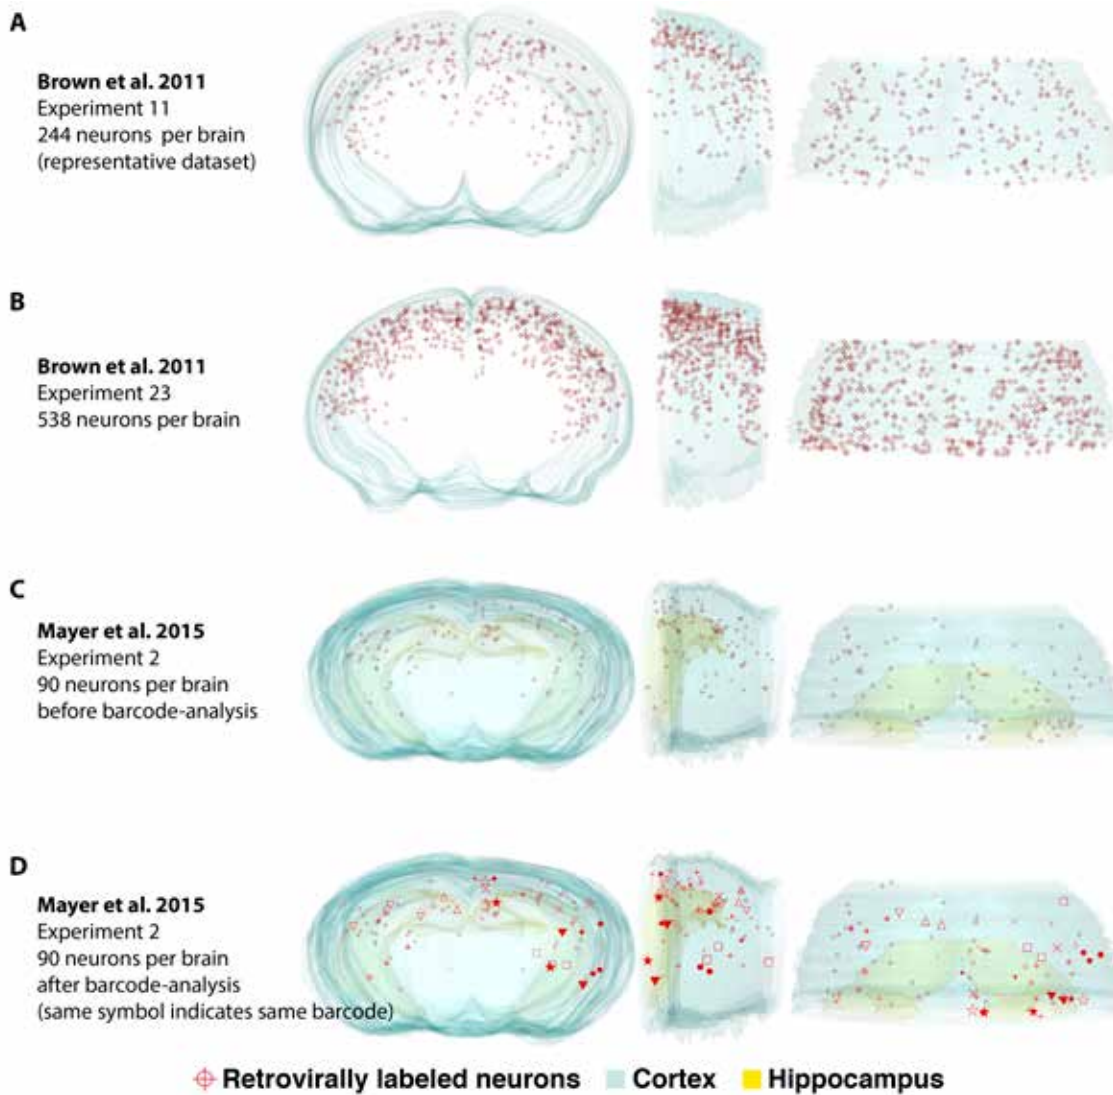 A
Brown et al. 2011
Experiment 11
244 neurons per brain
(representative dataset)
B
Brown et al. 2011
Experiment 23
538 neurons per brain
C
Mayer et al. 2015
Experiment 2
90 neurons per brain
before barcode-analysis
D
Mayer et al. 2015
Experiment 2
90 neurons per brain
after barcode-analysis
(same symbol indicates same barcode)
Retrovirally labeled neurons Cortex Hippocampus